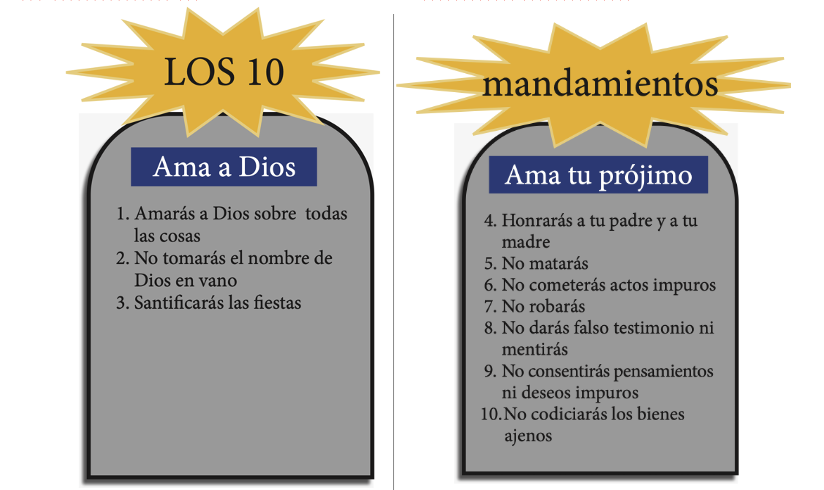 LOS 10
Ama a Dios
1. Amarás a Dios sobre todas
las cosas
2. No tomarás el nombre de
Dios en vano
3. Santificarás las fiestas
mandamientos
Ama tu prójimo
4. Honrarás a tu padre y a tu
madre
5. No matarás
6. No cometerás actos impuros
7. No robarás
8. No darás falso testimonio ni
mentirás
9. No consentirás pensamientos
ni deseos impuros
10.No codiciarás los bienes
ajenos